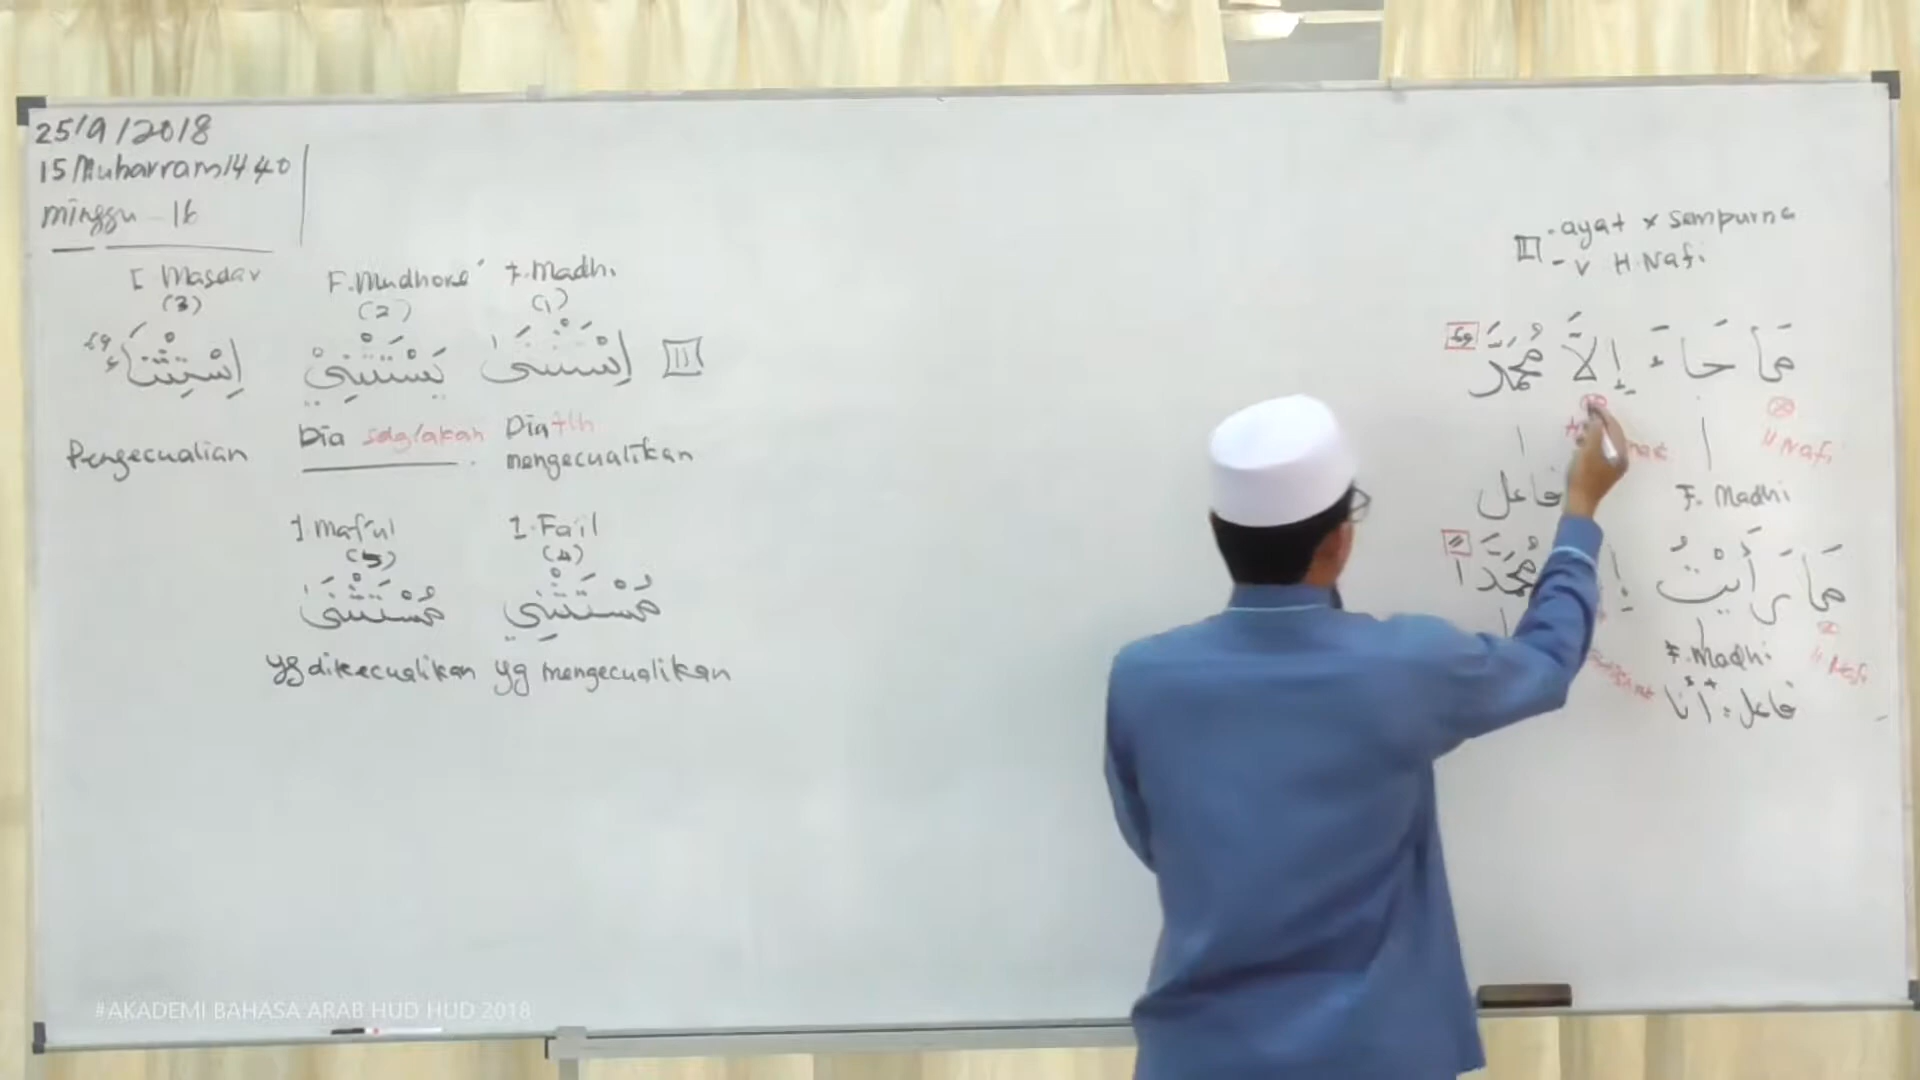 25/9/2018
15 Muharram 1440
minggu - 16
I Masdar F.Mudhore' F.Madhi
(3) (2) (1)
إِسْتَثْنَى يَسْتَثْنِيْ إِسْتِثْنَاءً
Pengecualian Dia sdg/akan Dia tlh
mengecualikan
I.maf'ul I.Fail
(5) (4)
مُسْتَثْنِي مُسْتَثْنَى
yg dikecualikan yg mengecualikan
III - ayat x sempurna
- v H.Nafi
مَا جَاءَ إِلاَّ مُحَمَّدٌ
H Nafi
فاعل F. Madhi
مَا رَأَيْتُ مُحَمَّدًا
F.Madhi H Nafi
فاعل : أنا
#AKADEMI BAHASA ARAB HUD HUD 2018